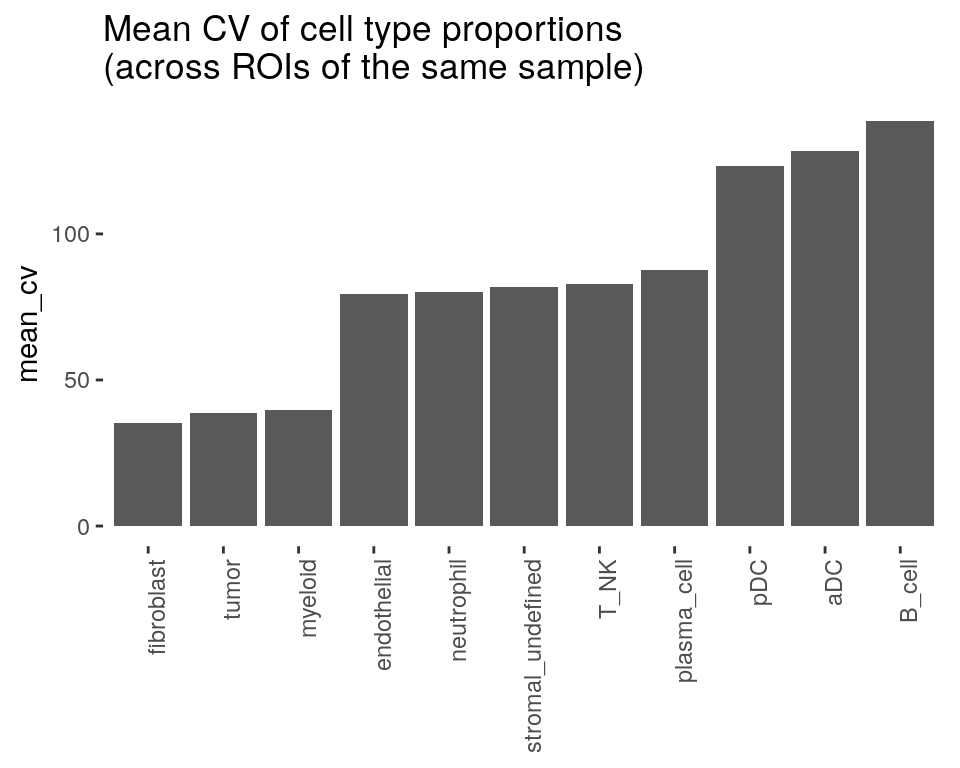 Mean CV of cell type proportions
(across ROIs of the same sample)
mean_cv
100
50
0
fibroblast
tumor
myeloid
endothelial
neutrophil
stromal_undefined
T_NK
plasma_cell
pDC
aDC
B_cell